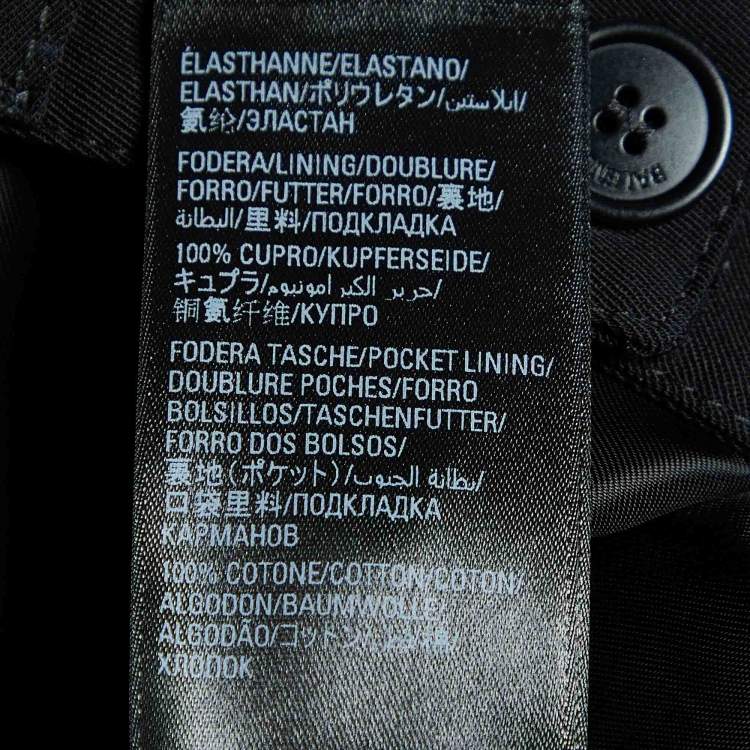 ÉLASTHANNE/ELASTANO/
ELASTHAN/ポリウレタン/ايلاستين/
氨纶/ЭЛАСТАН
FODERA/LINING/DOUBLURE/
FORRO/FUTTER/FORRO/裏地/
البطانة/里料/ПОДКЛАДКА
100% CUPRO/KUPFERSEIDE/
キュプラ/حرير الكبر امونيوم/
铜氨纤维/КУПРО
FODERA TASCHE/POCKET LINING/
DOUBLURE POCHES/FORRO
BOLSILLOS/TASCHENFUTTER/
FORRO DOS BOLSOS/
裏地(ポケット)/بطانة الجيوب/
口袋里料/ПОДКЛАДКА
КАРМАНОВ
100% COTONE/COTTON/COTON/
ALGODON/BAUMWOLLE/
ALGODÃO/コットン/قطن/棉/
ХЛОПОК